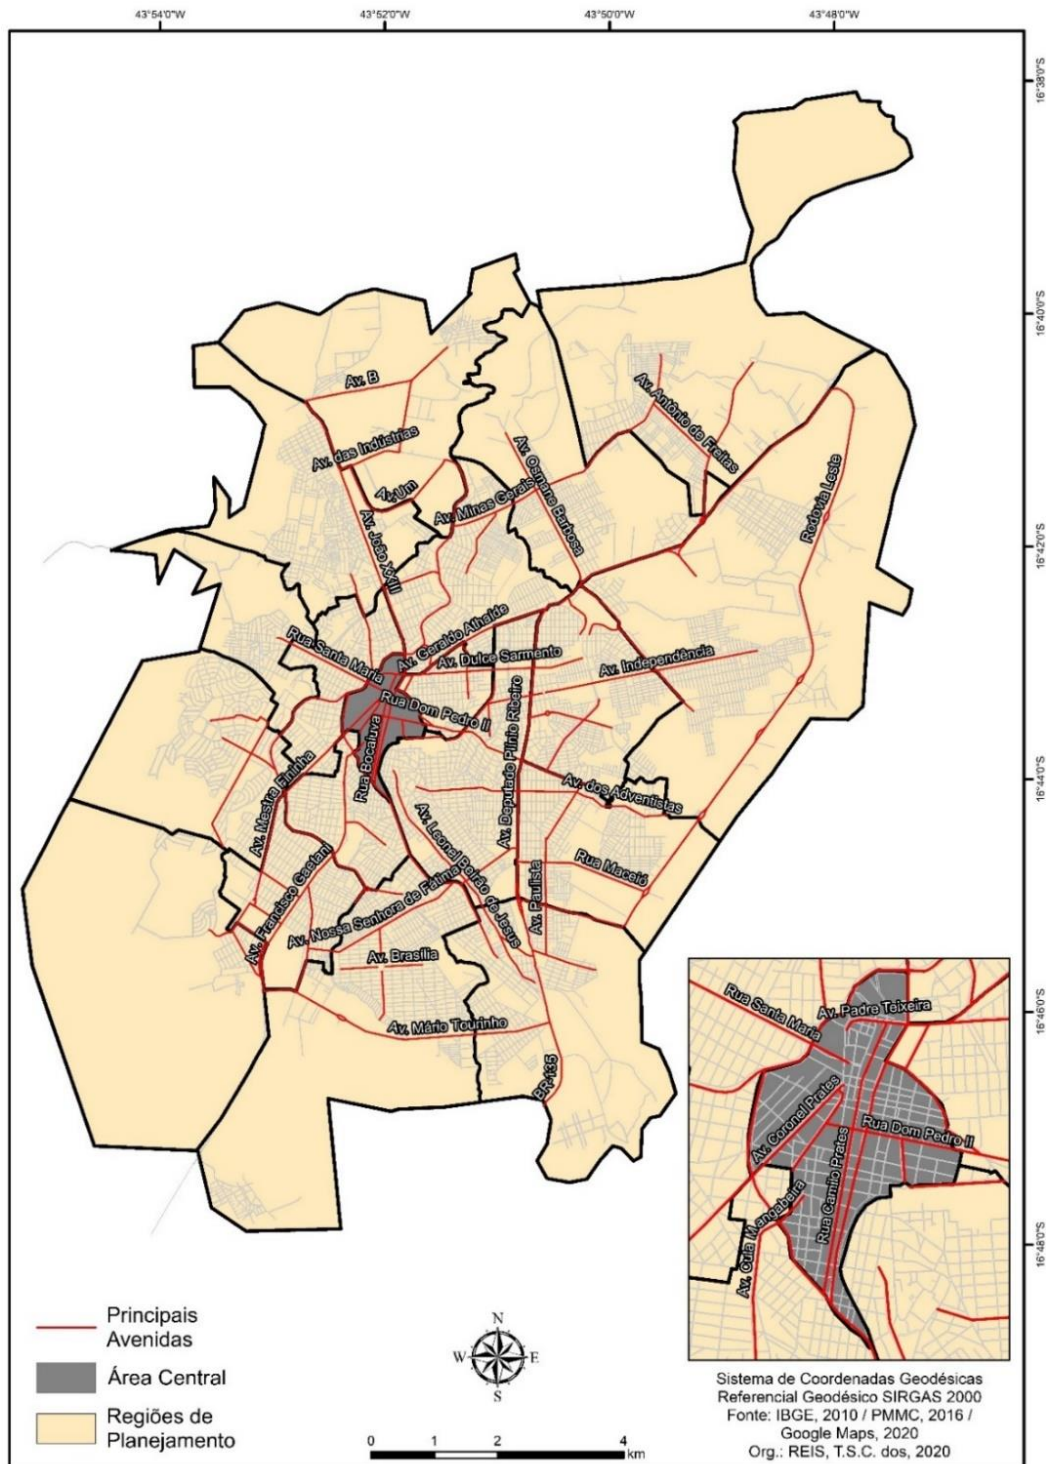 43°54'0"W
43°52'0"W
43°50'0"W
43°48'0"W
16°38'0"S
16°40'0"S
16°42'0"S
16°44'0"S
16°46'0"S
16°48'0"S
Av. B
Av. das Indústrias
Av. Um
Av. Minas Gerais
Av. Osmane Barbosa
Av. Antônio de Freitas
Rodovia Leste
Av. João XXIII
Rua Santa Maria
Av. Geraldo Athaide
Av. Dulce Sarmento
Av. Independência
Rua Dom Pedro II
Rua Bocaiuva
Av. Deputado Plínio Ribeiro
Av. Mestra Fininha
Av. dos Adventistas
Av. Leonel Beirão de Jesus
Rua Maceió
Av. Paulista
Av. Francisco Gaetani
Av. Nossa Senhora de Fátima
Av. Brasília
Av. Mário Tourinho
BR-135
Rua Santa Maria
Av. Padre Teixeira
Av. Coronel Prates
Rua Dom Pedro II
Rua Camilo Prates
Av. Cula Mangabeira
Principais
Avenidas
Área Central
Regiões de
Planejamento
N
W
E
S
0 1 2 4
km
Sistema de Coordenadas Geodésicas
Referencial Geodésico SIRGAS 2000
Fonte: IBGE, 2010 / PMMC, 2016 /
Google Maps, 2020
Org.: REIS, T.S.C. dos, 2020